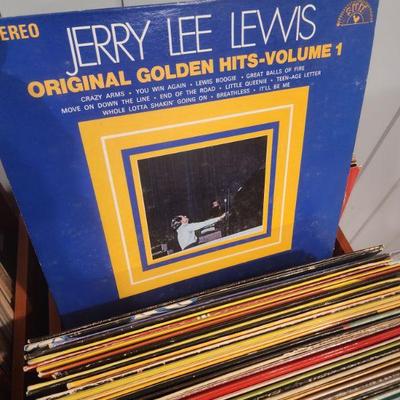 STEREO
JERRY LEE LEWIS
ORIGINAL GOLDEN HITS-VOLUME 1
CRAZY ARMS • YOU WIN AGAIN • LEWIS BOOGIE • GREAT BALLS OF FIRE
MOVE ON DOWN THE LINE • END OF THE ROAD • LITTLE QUEENIE • TEEN-AGE LETTER
WHOLE LOTTA SHAKIN' GOING ON • BREATHLESS • IT'LL BE ME